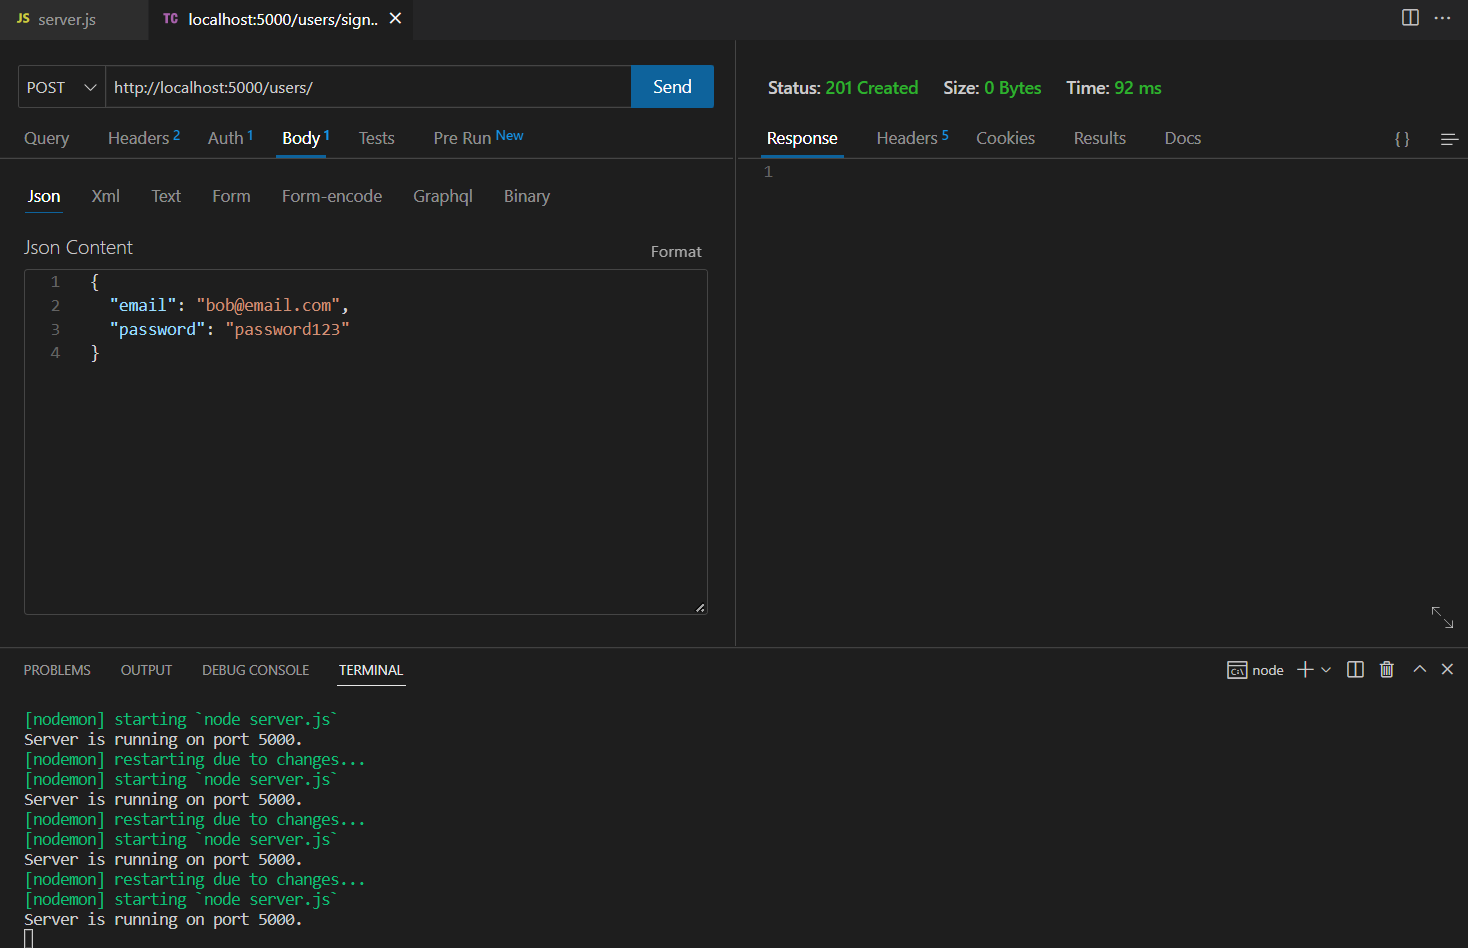 JS server.js
TC localhost:5000/users/sign..
POST http://localhost:5000/users/ Send
Query Headers 2 Auth 1 Body 1 Tests Pre Run New
Json Xml Text Form Form-encode Graphql Binary
Json Content
Format
1 {
2 "email": "bob@email.com",
3 "password": "password123"
4 }
Status: 201 Created Size: 0 Bytes Time: 92 ms
Response Headers 5 Cookies Results Docs { }
1
PROBLEMS OUTPUT DEBUG CONSOLE TERMINAL
node
[nodemon] starting `node server.js`
Server is running on port 5000.
[nodemon] restarting due to changes...
[nodemon] starting `node server.js`
Server is running on port 5000.
[nodemon] restarting due to changes...
[nodemon] starting `node server.js`
Server is running on port 5000.
[nodemon] restarting due to changes...
[nodemon] starting `node server.js`
Server is running on port 5000.